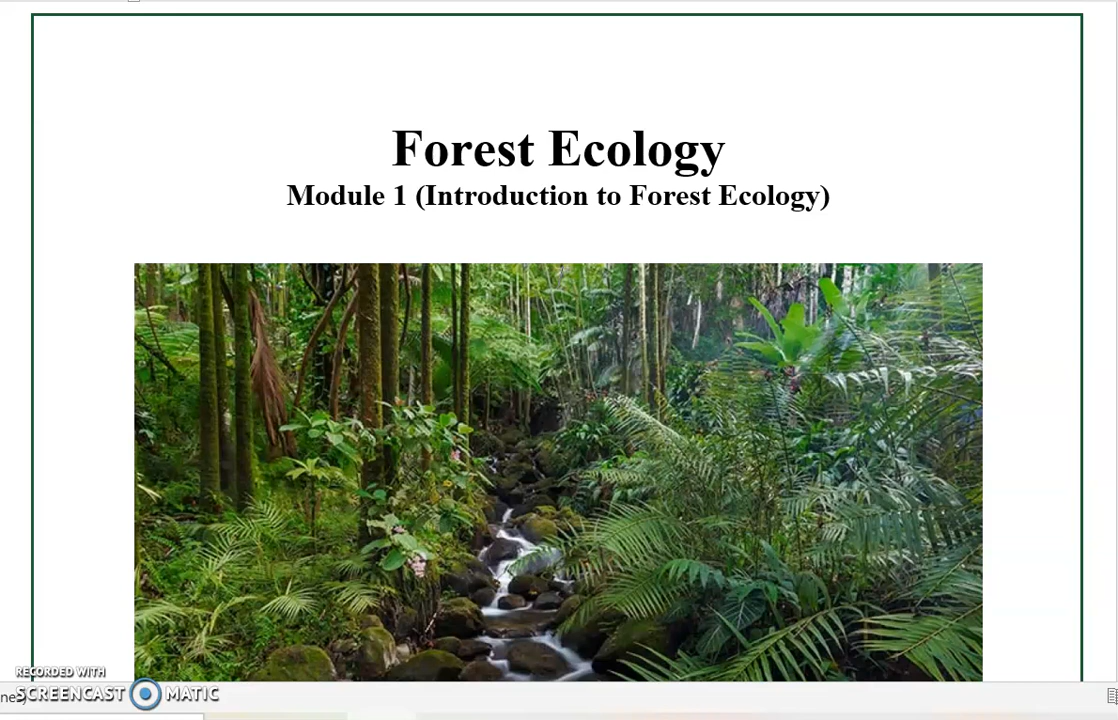 Forest Ecology
Module 1 (Introduction to Forest Ecology)
RECORDED WITH
SCREENCAST MATIC